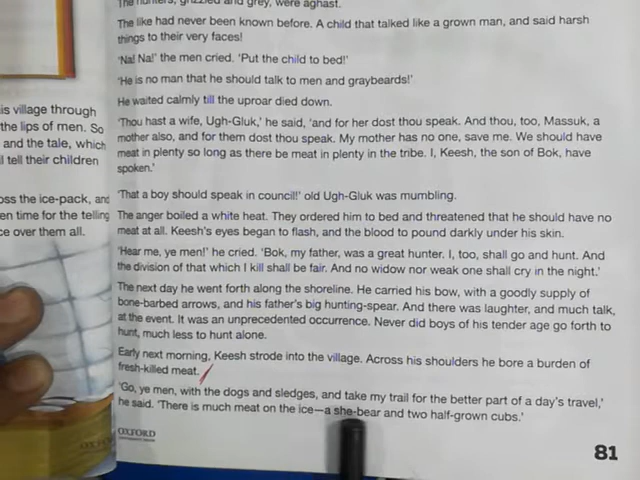 The hunters, grizzled and grey, were aghast.
The like had never been known before. A child that talked like a grown man, and said harsh
things to their very faces!
'Na! Na!' the men cried. 'Put the child to bed!'
'He is no man that he should talk to men and graybeards!'
He waited calmly till the uproar died down.
'Thou hast a wife, Ugh-Gluk,' he said, 'and for her dost thou speak. And thou, too, Massuk, a
mother also, and for them dost thou speak. My mother has no one, save me. We should have
meat in plenty so long as there be meat in plenty in the tribe. I, Keesh, the son of Bok, have
spoken.'
'That a boy should speak in council!' old Ugh-Gluk was mumbling.
The anger boiled a white heat. They ordered him to bed and threatened that he should have no
meat at all. Keesh's eyes began to flash, and the blood to pound darkly under his skin.
'Hear me, ye men!' he cried. 'Bok, my father, was a great hunter. I, too, shall go and hunt. And
the division of that which I kill shall be fair. And no widow nor weak one shall cry in the night.'
The next day he went forth along the shoreline. He carried his bow, with a goodly supply of
bone-barbed arrows, and his father's big hunting-spear. And there was laughter, and much talk,
at the event. It was an unprecedented occurrence. Never did boys of his tender age go forth to
hunt, much less to hunt alone.
Early next morning, Keesh strode into the village. Across his shoulders he bore a burden of
fresh-killed meat.
'Go, ye men, with the dogs and sledges, and take my trail for the better part of a day's travel,'
he said. 'There is much meat on the ice—a she-bear and two half-grown cubs.'
OXFORD
81
is village through
the lips of men. So
and the tale, which
l tell their children
oss the ice-pack, and
en time for the telling
ce over them all.